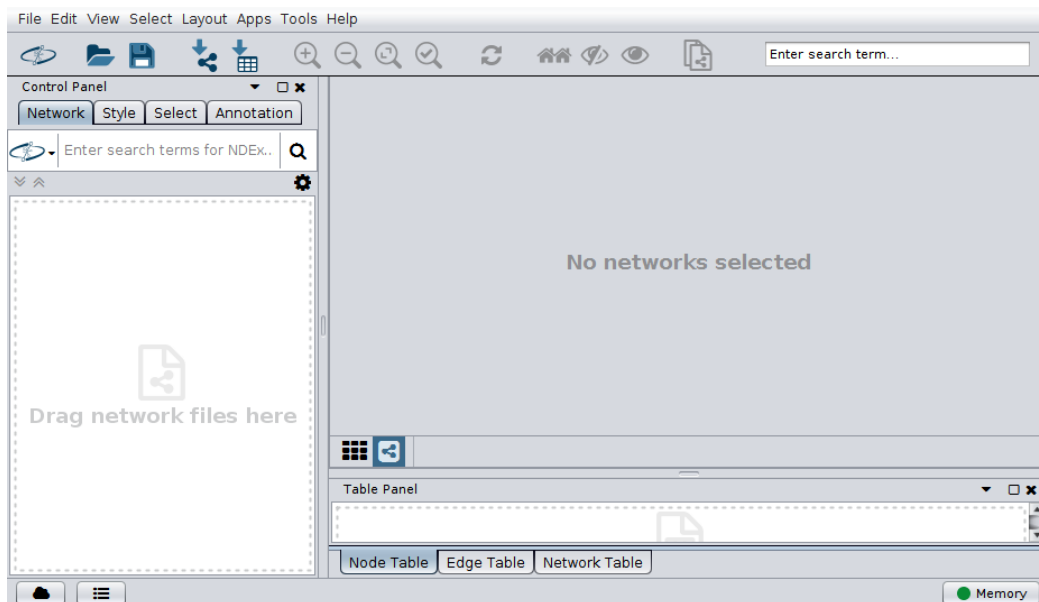 File Edit View Select Layout Apps Tools Help
Enter search term...
Control Panel
Network Style Select Annotation
Enter search terms for NDEx..
No networks selected
Drag network files here
Table Panel
Node Table Edge Table Network Table
Memory